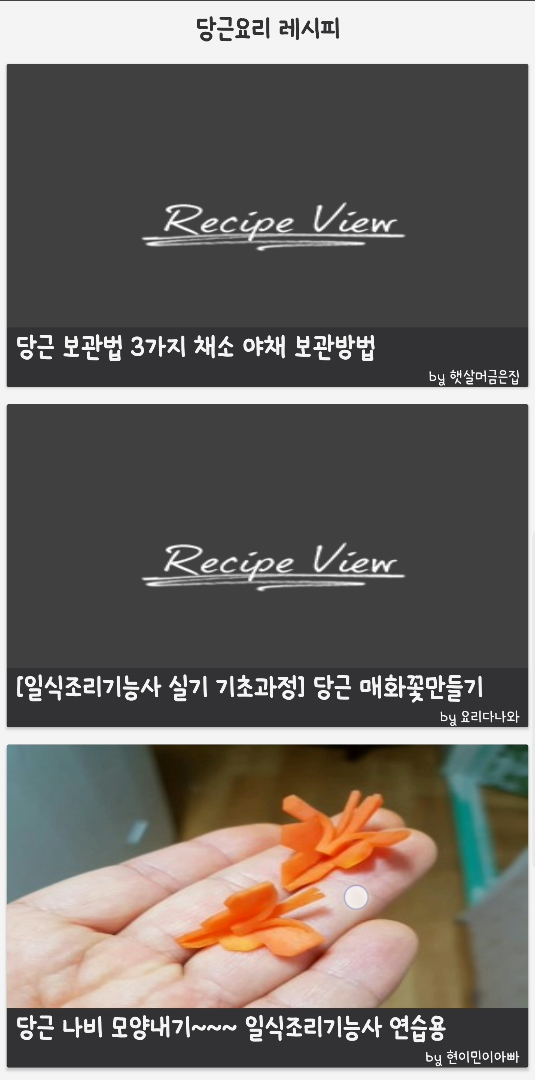 당근요리 레시피
Recipe View
당근 보관법 3가지 채소 야채 보관방법
by 햇살머금은집
Recipe View
[일식조리기능사 실기 기초과정] 당근 매화꽃만들기
by 요리다나와
당근 나비 모양내기~~~ 일식조리기능사 연습용
by 현이민이아빠